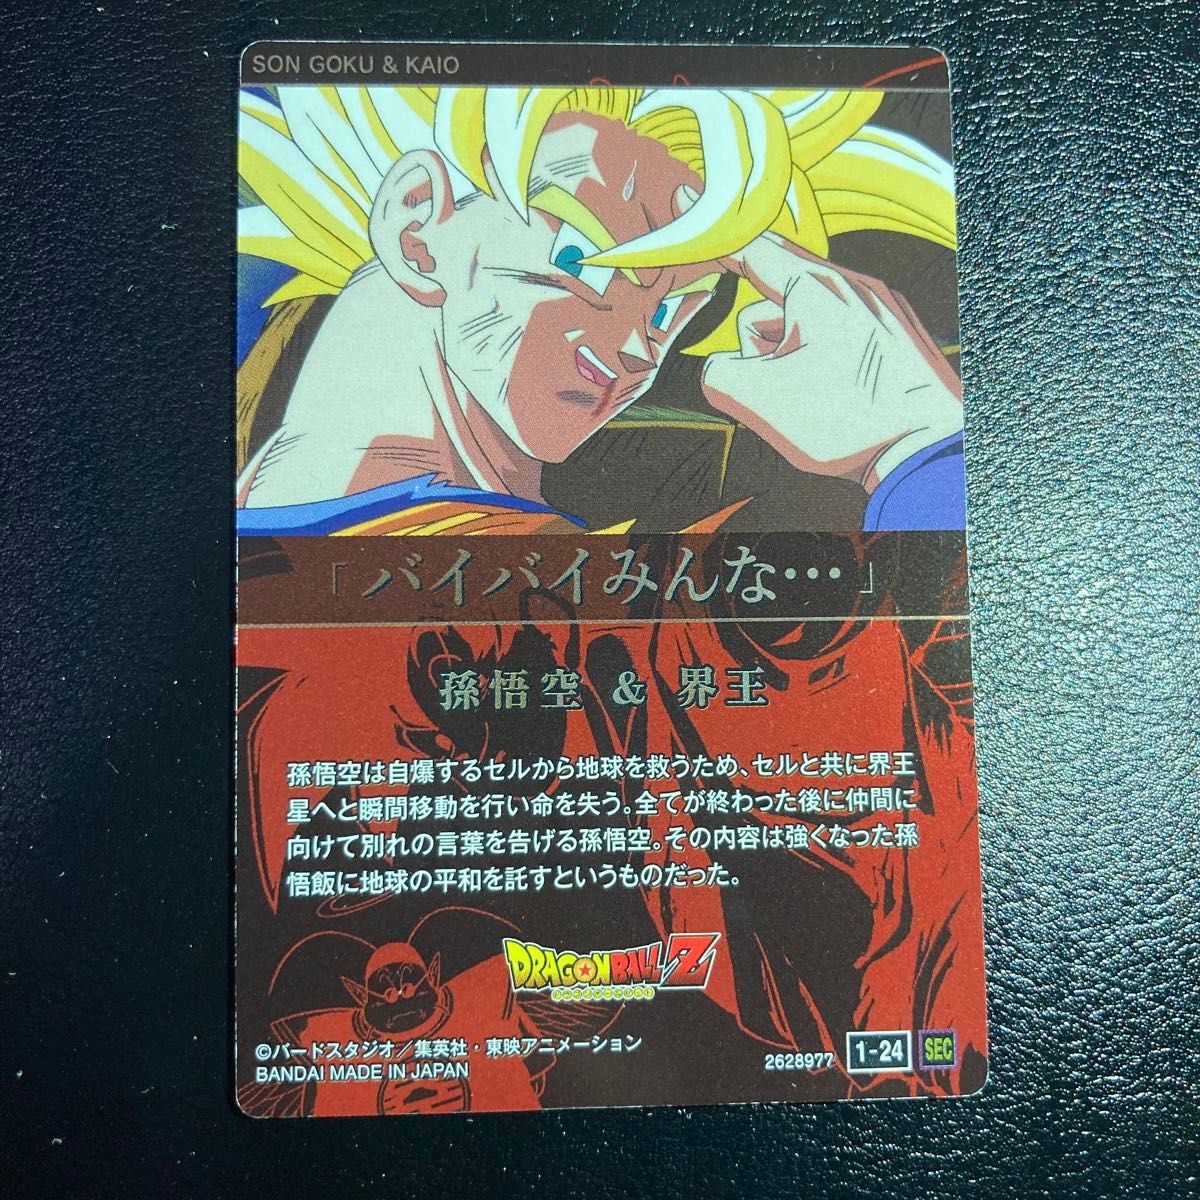 SON GOKU & KAIO
「バイバイみんな…」
孫悟空 & 界王
孫悟空は自爆するセルから地球を救うため、セルと共に界王
星へと瞬間移動を行い命を失う。全てが終わった後に仲間に
向けて別れの言葉を告げる孫悟空。その内容は強くなった孫
悟飯に地球の平和を託すというものだった。
DRAGONBALL Z
©バードスタジオ/集英社・東映アニメーション
BANDAI MADE IN JAPAN
2628977 1-24 SEC